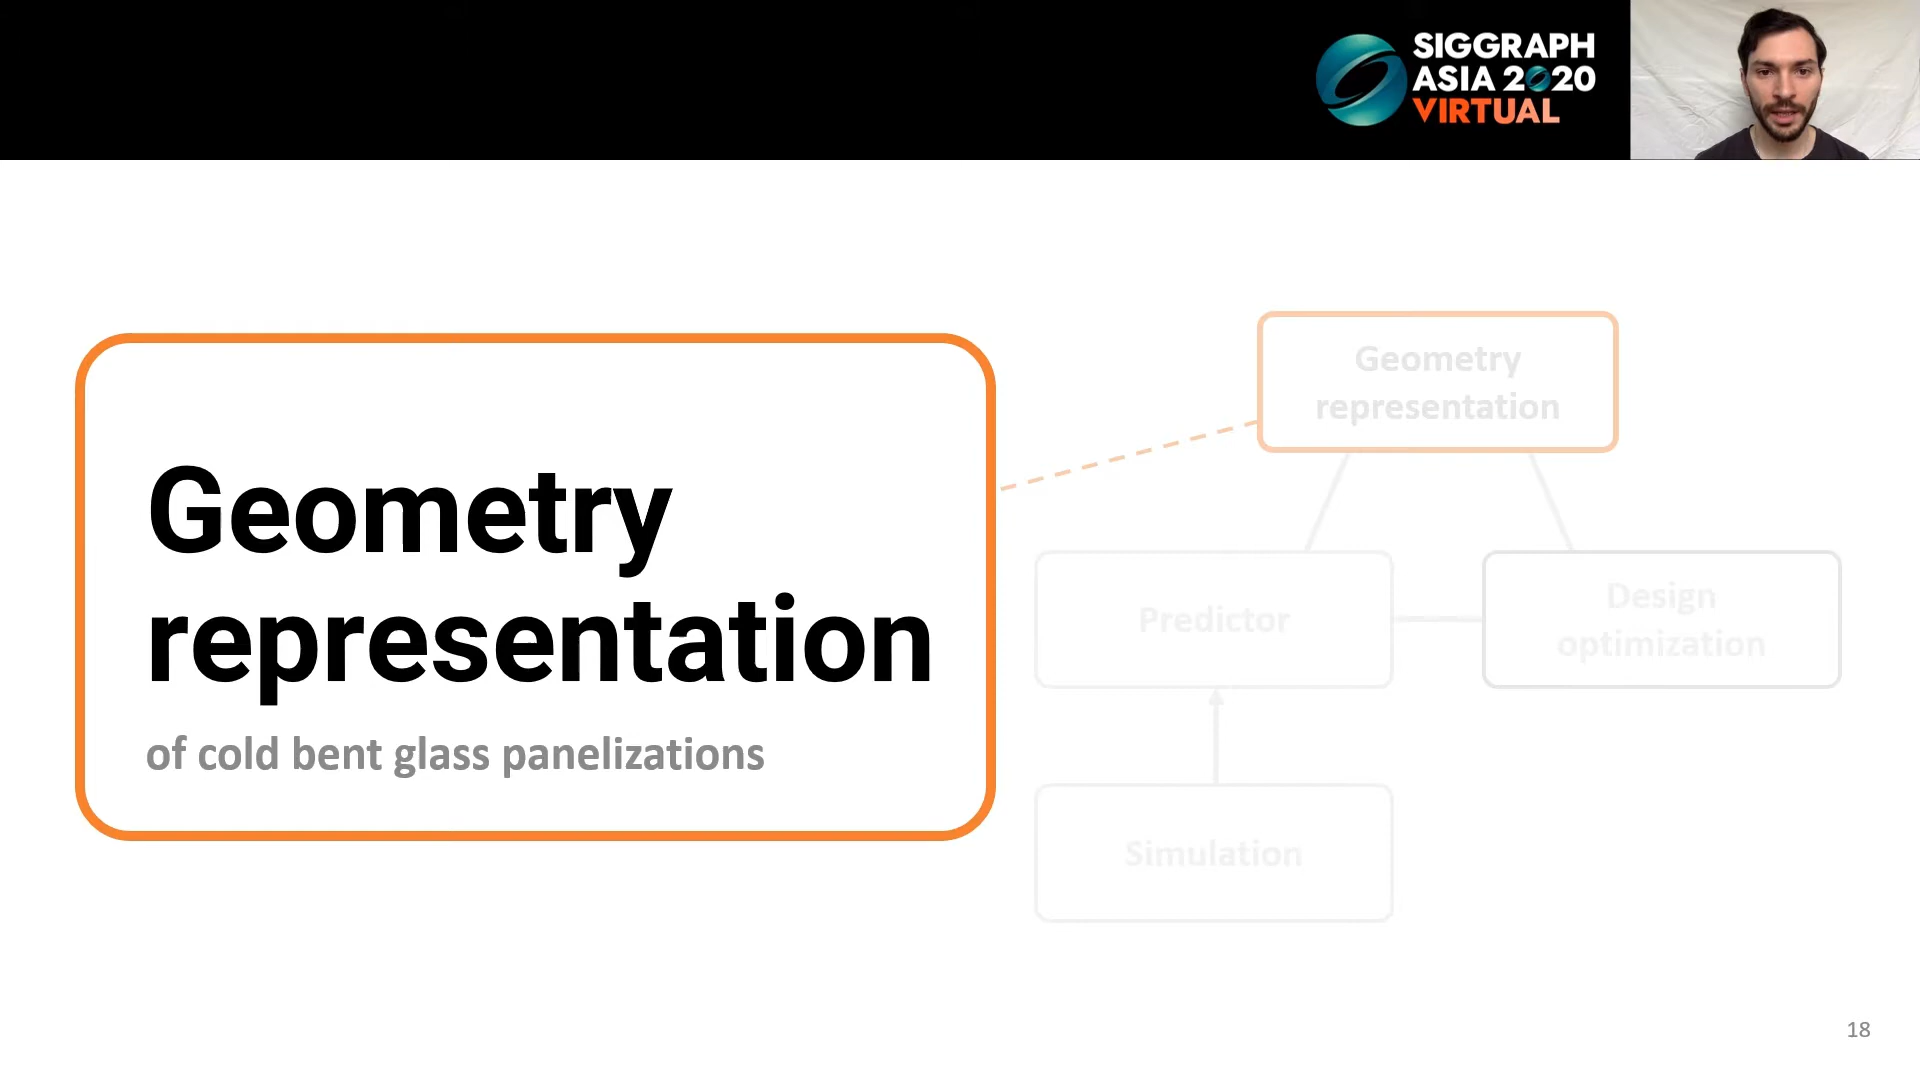 SIGGRAPH
ASIA 2020
VIRTUAL
Geometry
representation
of cold bent glass panelizations
Geometry
representation
Predictor
Design
optimization
Simulation
18